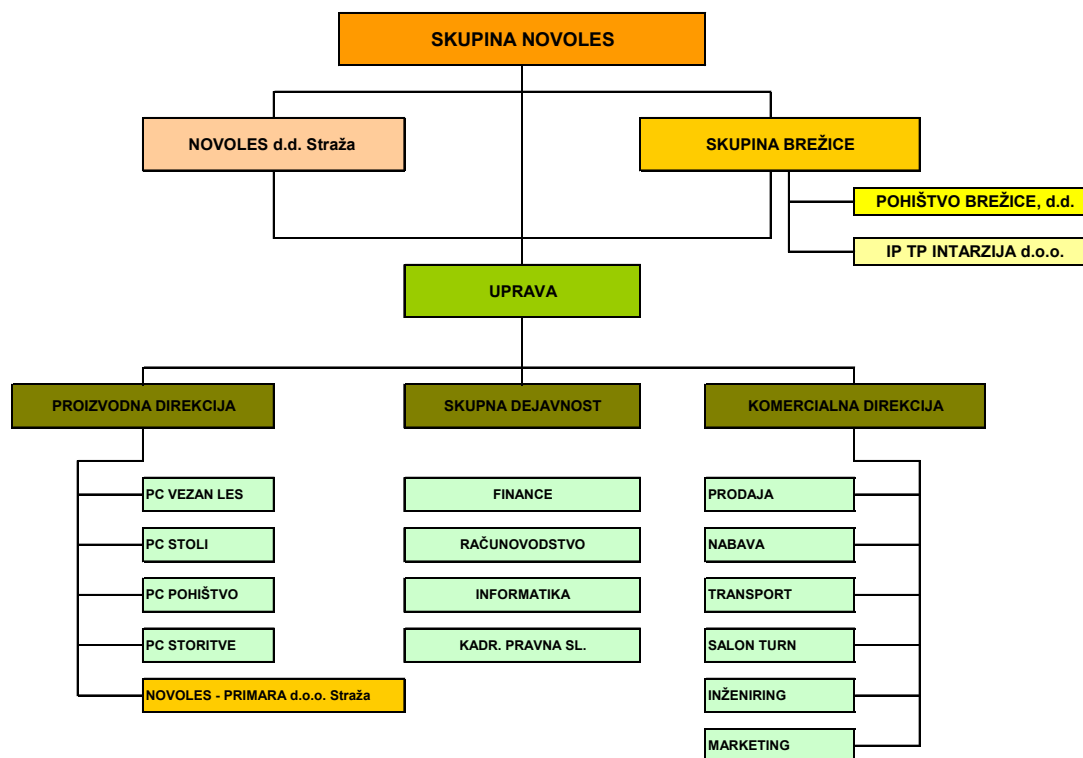 SKUPINA NOVOLES
NOVOLES d.d. Straža
SKUPINA BREŽICE
POHIŠTVO BREŽICE, d.d.
IP TP INTARZIJA d.o.o.
UPRAVA
PROIZVODNA DIREKCIJA
SKUPNA DEJAVNOST
KOMERCIALNA DIREKCIJA
PC VEZAN LES
FINANCE
PRODAJA
PC STOLI
RAČUNOVODSTVO
NABAVA
PC POHIŠTVO
INFORMATIKA
TRANSPORT
PC STORITVE
KADR. PRAVNA SL.
SALON TURN
NOVOLES - PRIMARA d.o.o. Straža
INŽENIRING
MARKETING